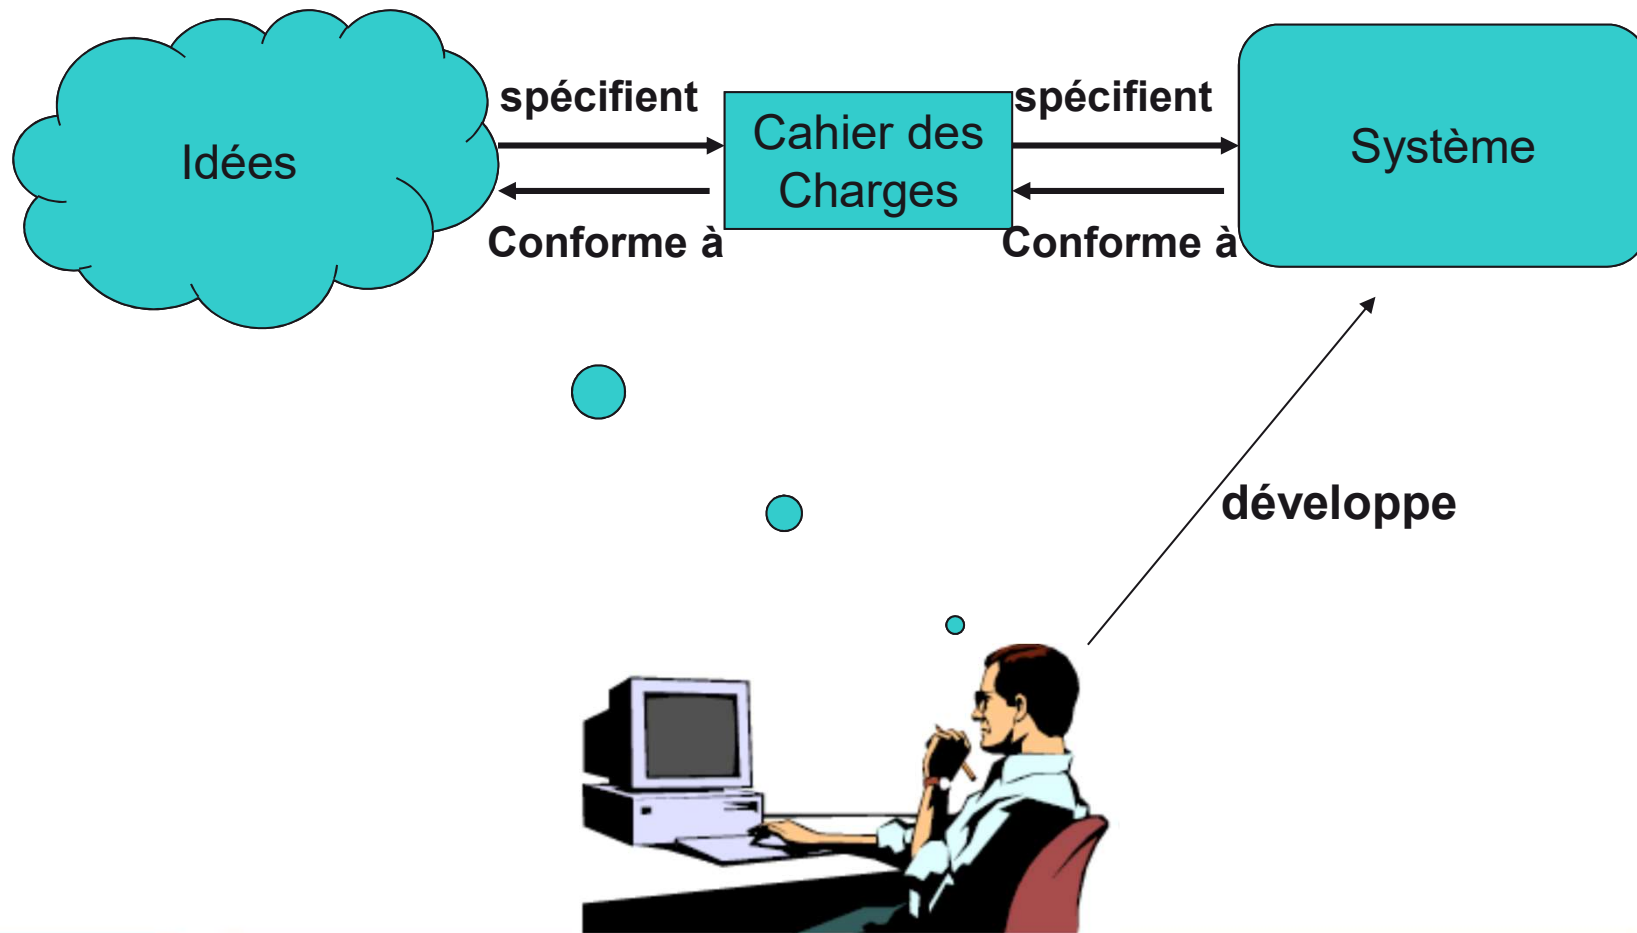 spécifient
spécifient
Idées
Cahier des
Charges
Système
Conforme à
Conforme à
développe